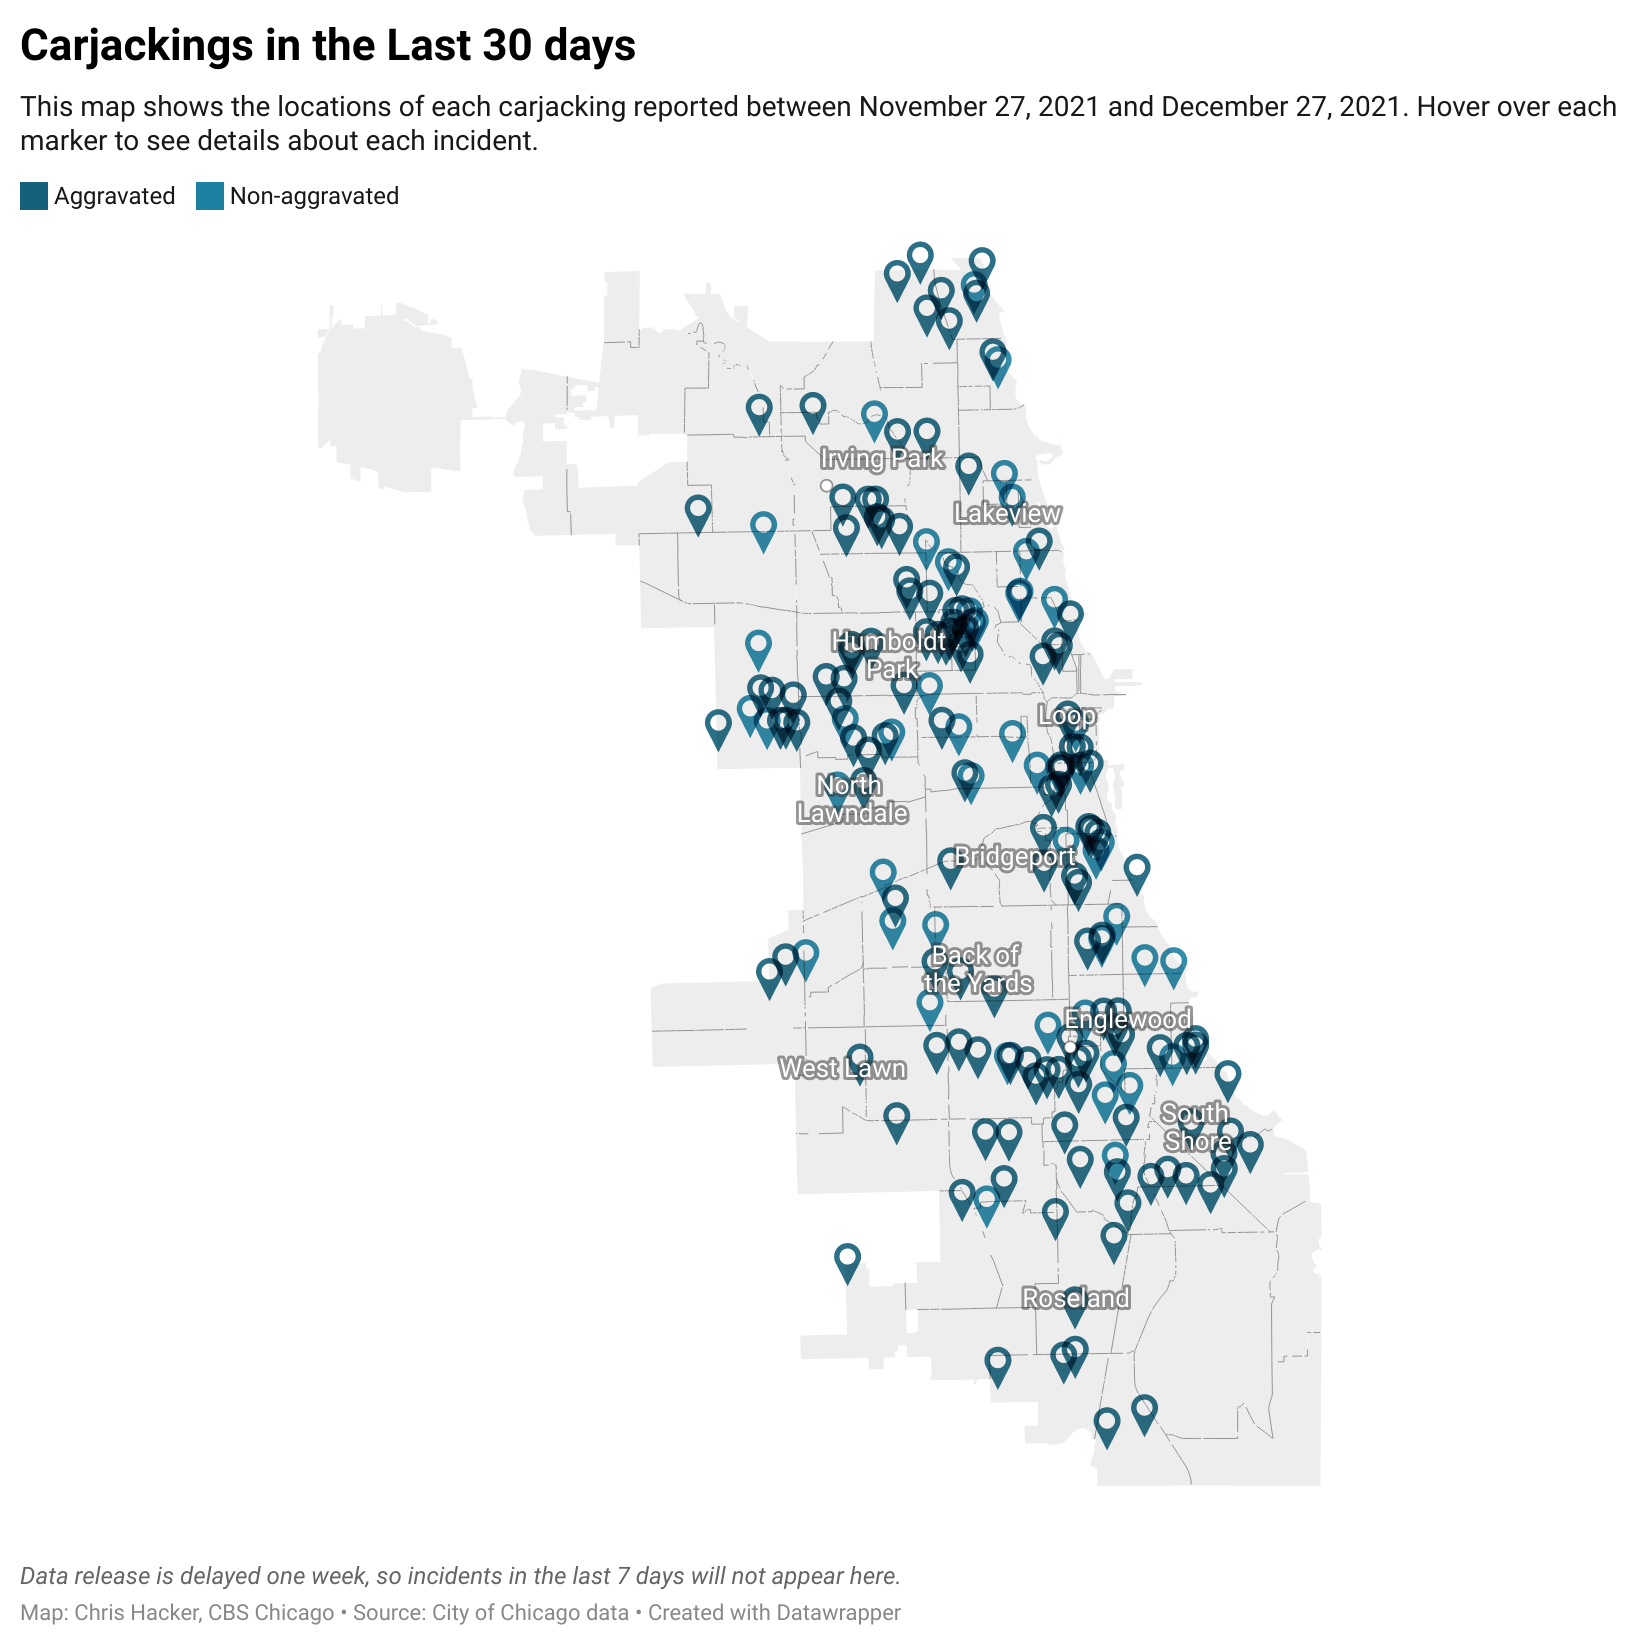 Carjackings in the Last 30 days
This map shows the locations of each carjacking reported between November 27, 2021 and December 27, 2021. Hover over each
marker to see details about each incident.
Aggravated Non-aggravated
Irving Park
Lakeview
Humboldt
Park
Loop
North
Lawndale
Bridgeport
Back of
the Yards
Englewood
West Lawn
South
Shore
Roseland
Data release is delayed one week, so incidents in the last 7 days will not appear here.
Map: Chris Hacker, CBS Chicago • Source: City of Chicago data • Created with Datawrapper